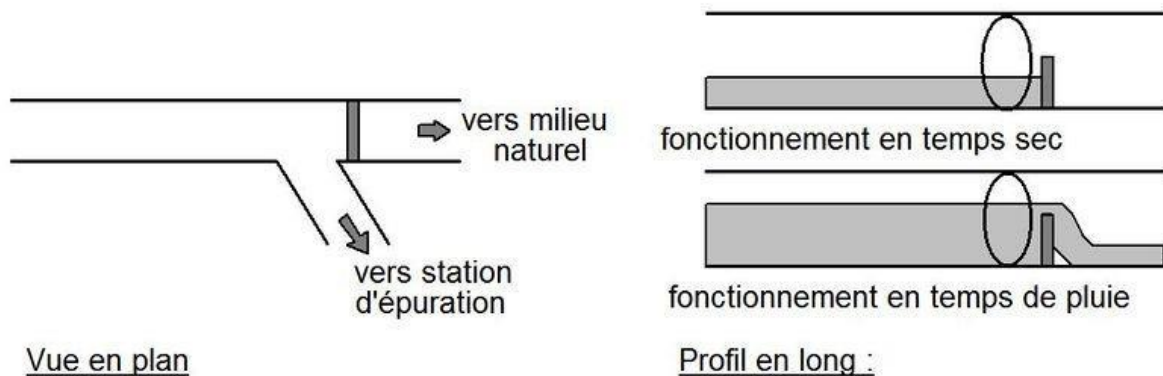 vers milieu
naturel
vers station
d'épuration
Vue en plan
fonctionnement en temps sec
fonctionnement en temps de pluie
Profil en long :